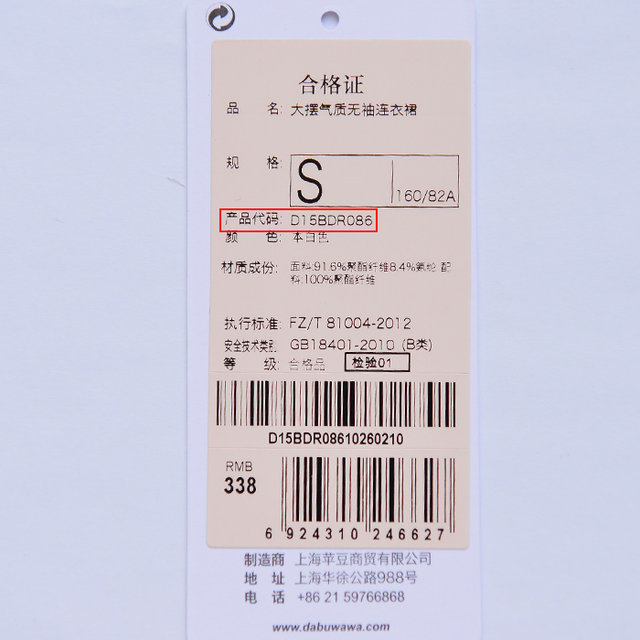 合格证
品 名: 大摆气质无袖连衣裙
规 格:
S 160/82A
产品代码: D15BDR086
颜 色: 本白色
材质成份: 面料:91.6%聚酯纤维8.4%氨纶 配
料:100%聚酯纤维
执行标准: FZ/T 81004-2012
安全技术类别: GB18401-2010 (B类)
等 级: 合格品 检验01
D15BDR08610260210
RMB
338
6 924310 246627
制造商 上海苹豆商贸有限公司
地 址 上海华徐公路988号
电 话 +86 21 59766868
www.dabuwawa.com